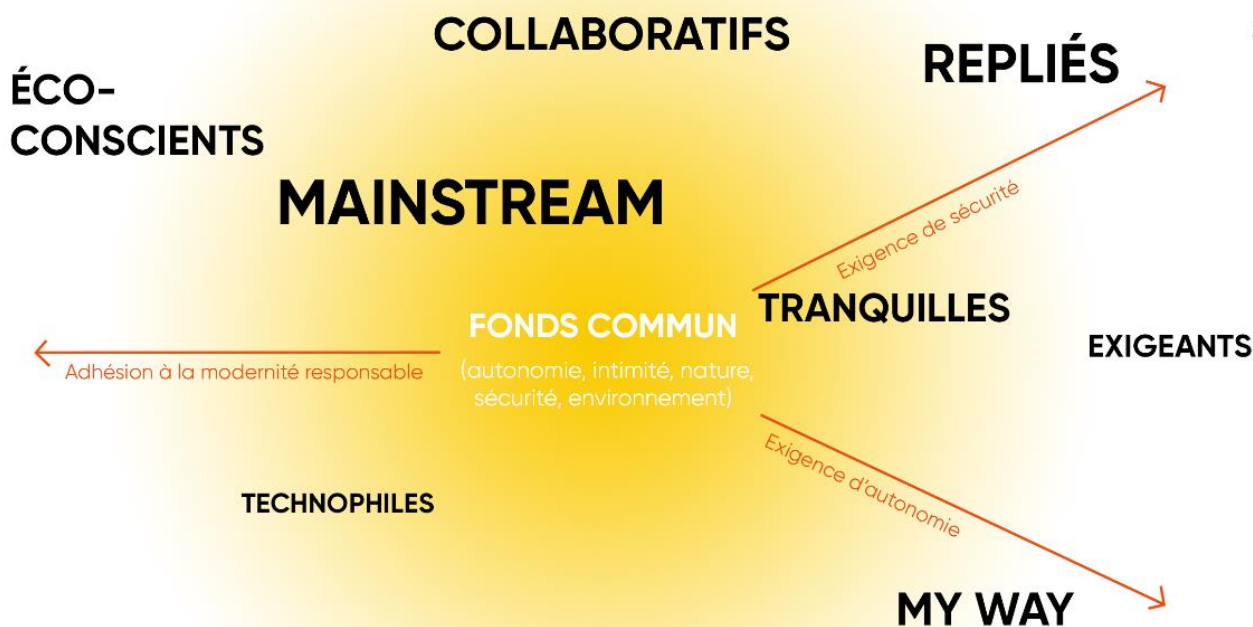 COLLABORATIFS
REPLIÉS
ÉCO-
CONSCIENTS
MAINSTREAM
Exigence de sécurité
TRANQUILLES
FONDS COMMUN
EXIGEANTS
(autonomie, intimité, nature,
sécurité, environnement)
Adhésion à la modernité responsable
Exigence d’autonomie
TECHNOPHILES
MY WAY